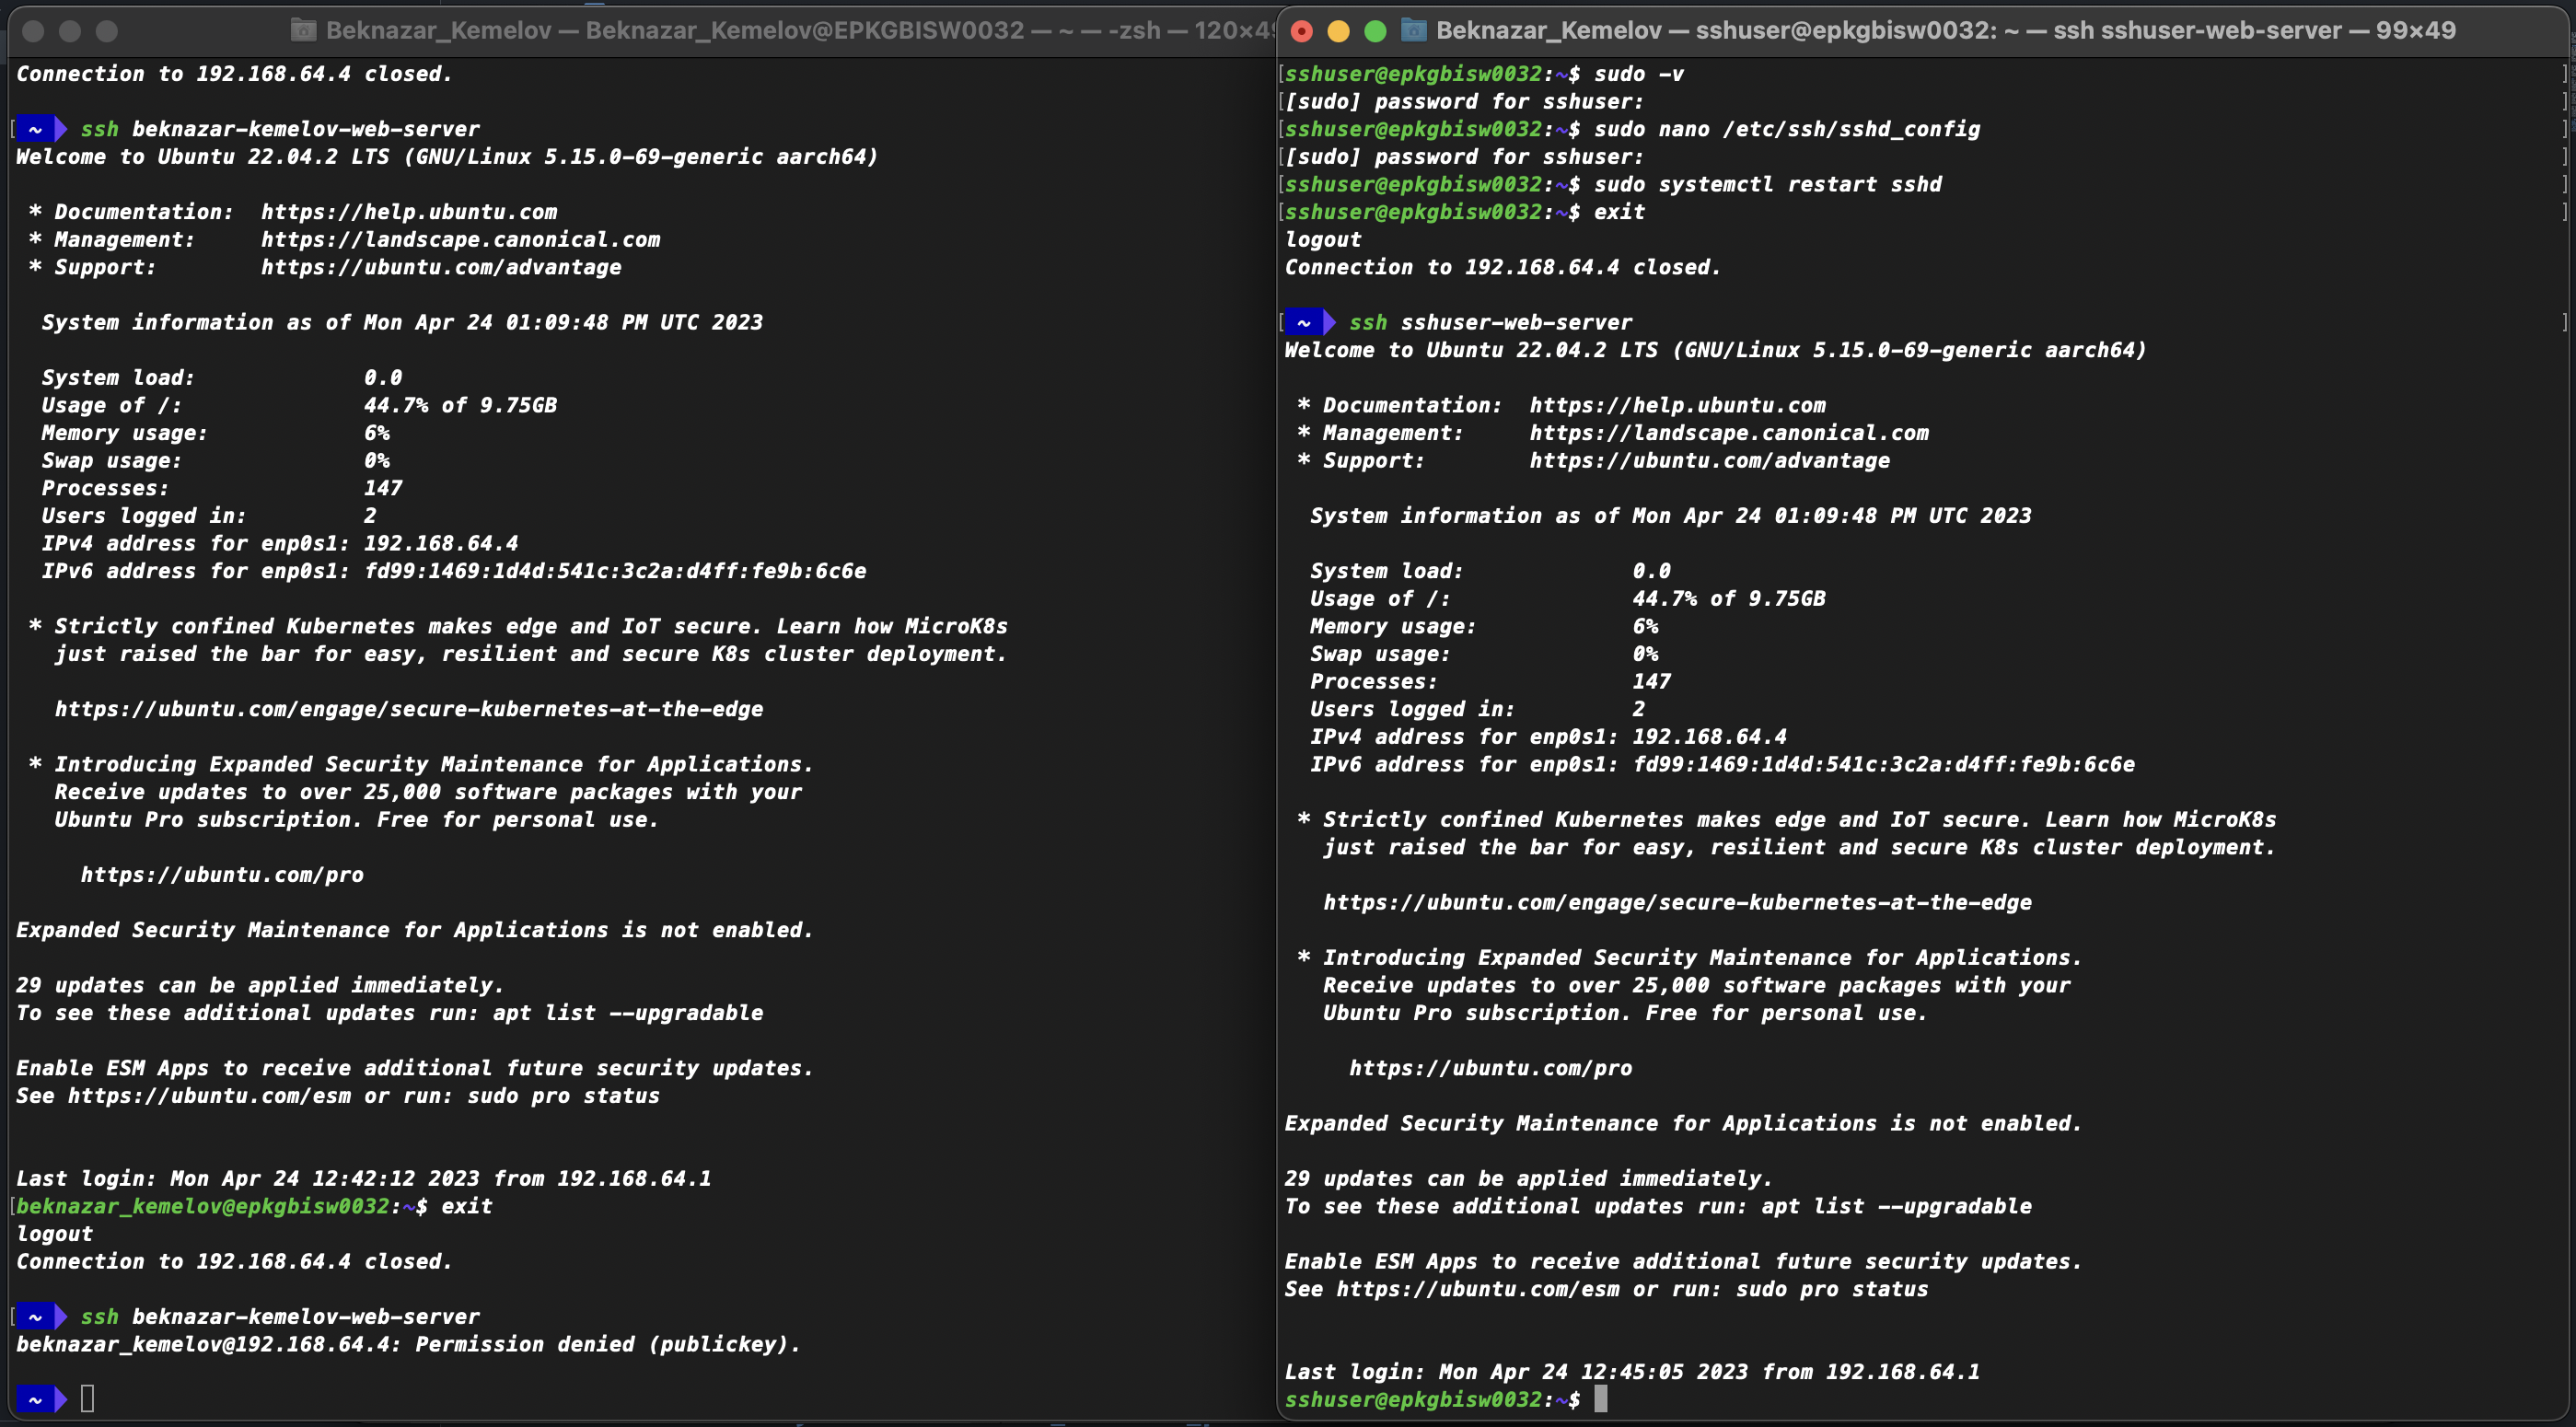 Beknazar_Kemelov — Beknazar_Kemelov@EPKGBISW0032 — ~ — -zsh — 120×49
Connection to 192.168.64.4 closed.
~ ssh beknazar-kemelov-web-server
Welcome to Ubuntu 22.04.2 LTS (GNU/Linux 5.15.0-69-generic aarch64)
* Documentation:  https://help.ubuntu.com
* Management:     https://landscape.canonical.com
* Support:        https://ubuntu.com/advantage
System information as of Mon Apr 24 01:09:48 PM UTC 2023
System load:             0.0
Usage of /:              44.7% of 9.75GB
Memory usage:            6%
Swap usage:              0%
Processes:               147
Users logged in:         2
IPv4 address for enp0s1: 192.168.64.4
IPv6 address for enp0s1: fd99:1469:1d4d:541c:3c2a:d4ff:fe9b:6c6e
* Strictly confined Kubernetes makes edge and IoT secure. Learn how MicroK8s
just raised the bar for easy, resilient and secure K8s cluster deployment.
https://ubuntu.com/engage/secure-kubernetes-at-the-edge
* Introducing Expanded Security Maintenance for Applications.
Receive updates to over 25,000 software packages with your
Ubuntu Pro subscription. Free for personal use.
https://ubuntu.com/pro
Expanded Security Maintenance for Applications is not enabled.
29 updates can be applied immediately.
To see these additional updates run: apt list --upgradable
Enable ESM Apps to receive additional future security updates.
See https://ubuntu.com/esm or run: sudo pro status
Last login: Mon Apr 24 12:42:12 2023 from 192.168.64.1
[beknazar_kemelov@epkgbisw0032:~$ exit
logout
Connection to 192.168.64.4 closed.
~ ssh beknazar-kemelov-web-server
beknazar_kemelov@192.168.64.4: Permission denied (publickey).
~
Beknazar_Kemelov — sshuser@epkgbisw0032: ~ — ssh sshuser-web-server — 99×49
[sshuser@epkgbisw0032:~$ sudo -v ]
[[sudo] password for sshuser: ]
[sshuser@epkgbisw0032:~$ sudo nano /etc/ssh/sshd_config ]
[[sudo] password for sshuser: ]
[sshuser@epkgbisw0032:~$ sudo systemctl restart sshd ]
[sshuser@epkgbisw0032:~$ exit ]
logout
Connection to 192.168.64.4 closed.
[ ~ ssh sshuser-web-server ]
Welcome to Ubuntu 22.04.2 LTS (GNU/Linux 5.15.0-69-generic aarch64)
* Documentation:  https://help.ubuntu.com
* Management:     https://landscape.canonical.com
* Support:        https://ubuntu.com/advantage
System information as of Mon Apr 24 01:09:48 PM UTC 2023
System load:             0.0
Usage of /:              44.7% of 9.75GB
Memory usage:            6%
Swap usage:              0%
Processes:               147
Users logged in:         2
IPv4 address for enp0s1: 192.168.64.4
IPv6 address for enp0s1: fd99:1469:1d4d:541c:3c2a:d4ff:fe9b:6c6e
* Strictly confined Kubernetes makes edge and IoT secure. Learn how MicroK8s
just raised the bar for easy, resilient and secure K8s cluster deployment.
https://ubuntu.com/engage/secure-kubernetes-at-the-edge
* Introducing Expanded Security Maintenance for Applications.
Receive updates to over 25,000 software packages with your
Ubuntu Pro subscription. Free for personal use.
https://ubuntu.com/pro
Expanded Security Maintenance for Applications is not enabled.
29 updates can be applied immediately.
To see these additional updates run: apt list --upgradable
Enable ESM Apps to receive additional future security updates.
See https://ubuntu.com/esm or run: sudo pro status
Last login: Mon Apr 24 12:45:05 2023 from 192.168.64.1
sshuser@epkgbisw0032:~$